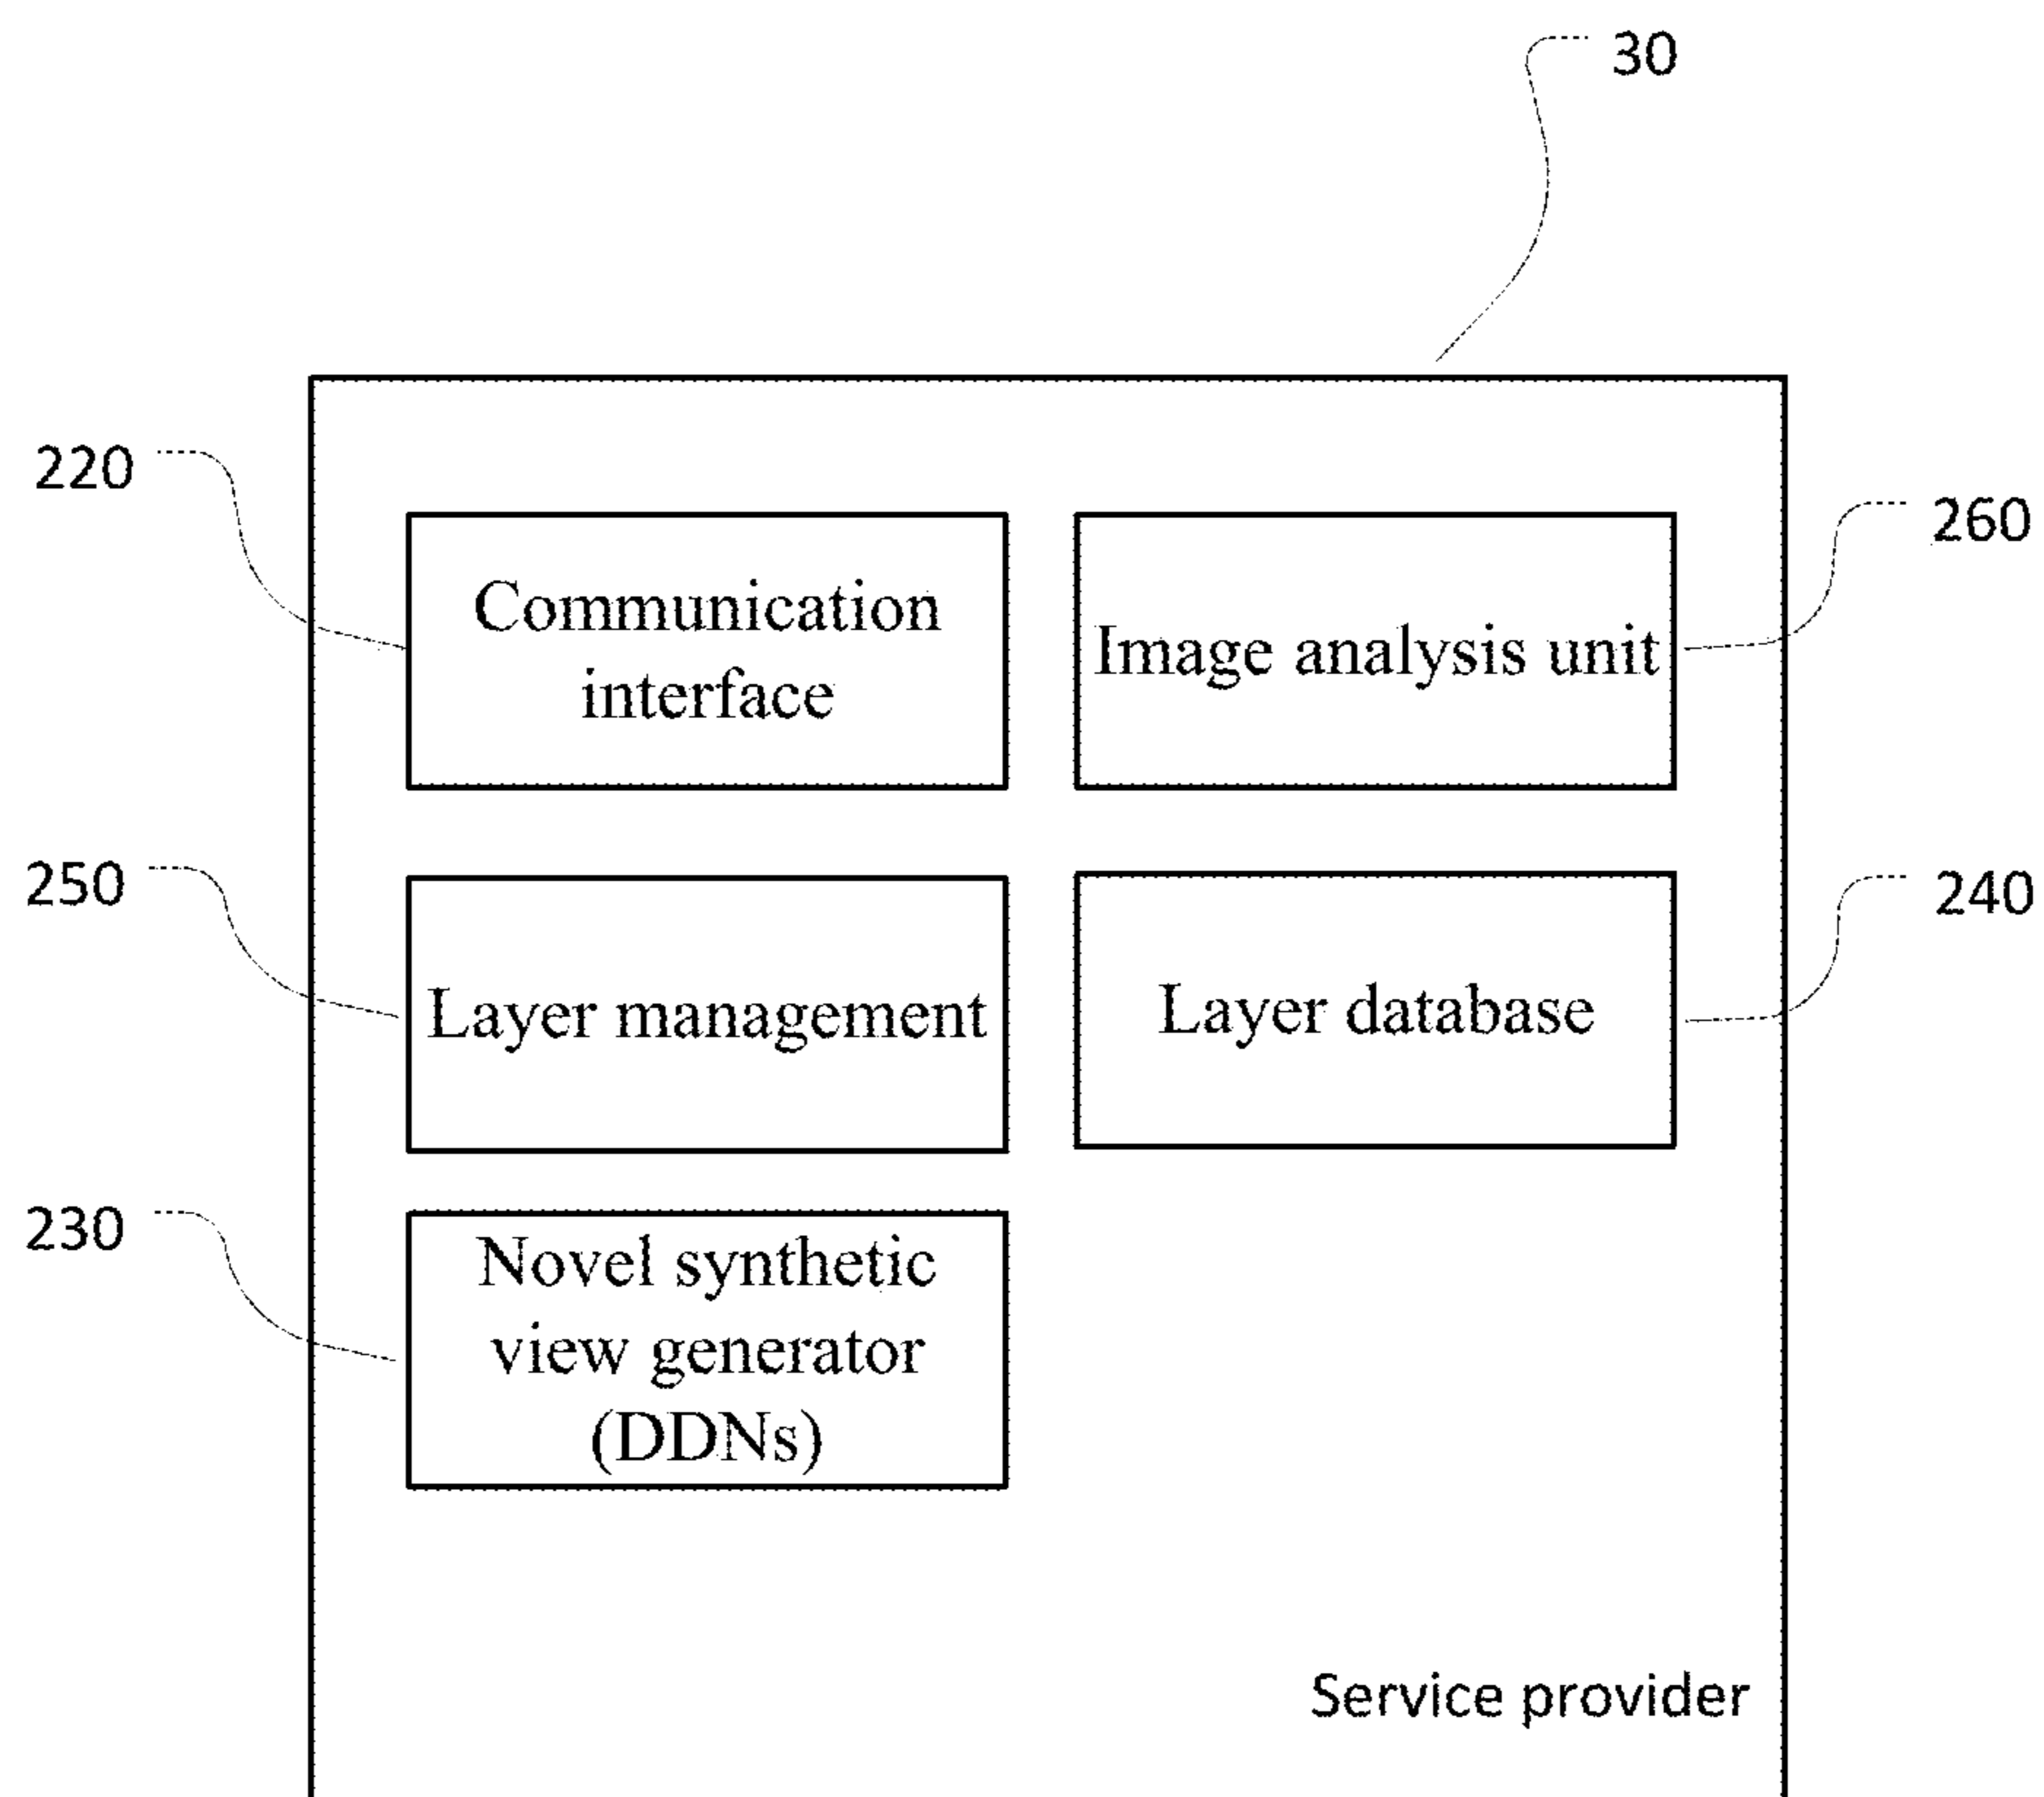 30
220
Communication
interface
Image analysis unit
260
250
Layer management
Layer database
240
230
Novel synthetic
view generator
(DDNs)
Service provider